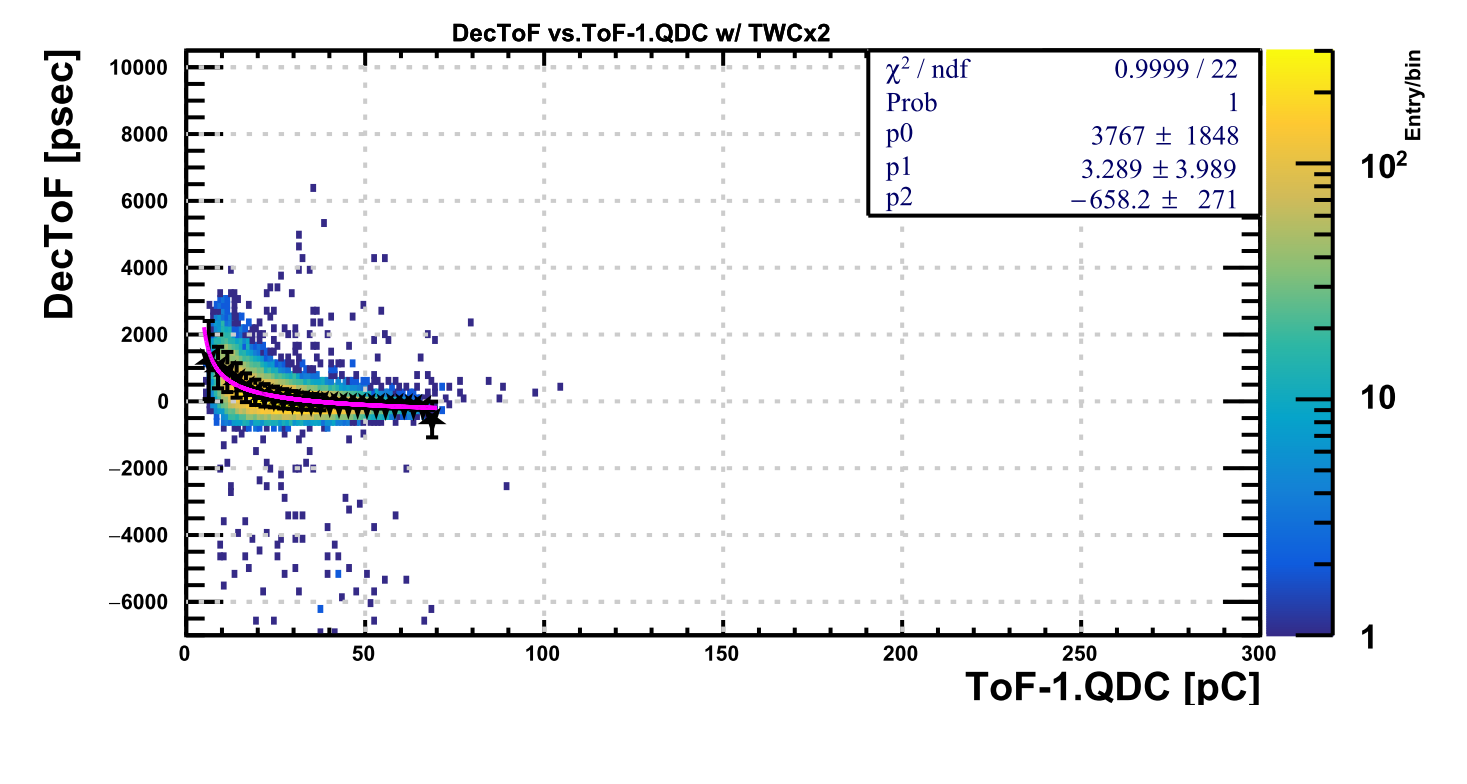 DecToF vs.ToF-1.QDC w/ TWCx2
DecToF [psec]
10000
8000
6000
4000
2000
0
−2000
−4000
−6000
0 50 100 150 200 250 300
ToF-1.QDC [pC]
χ² / ndf 0.9999 / 22
Prob 1
p0 3767 ± 1848
p1 3.289 ± 3.989
p2 −658.2 ± 271
Entry/bin
10²
10
1